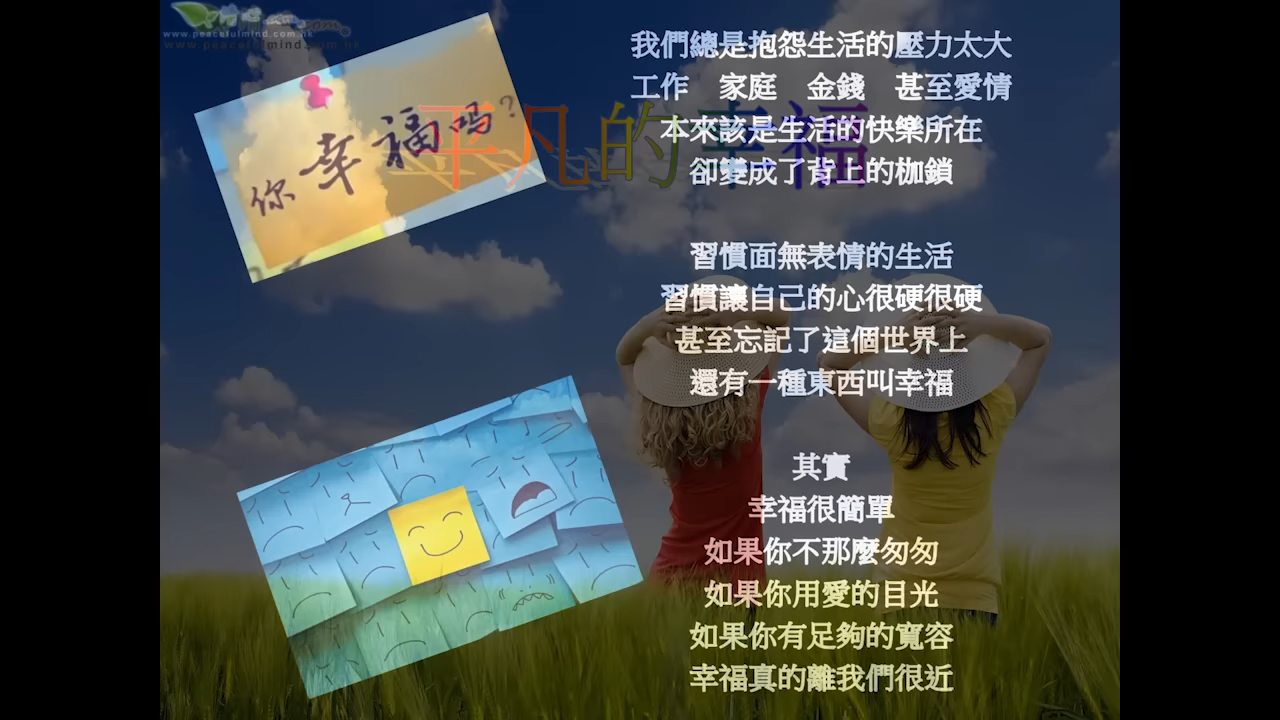 心靈
www.peacefulmind.com.hk
www.peacefulmind.com.hk
你幸福吗?
平凡的幸福
我們總是抱怨生活的壓力太大
工作 家庭 金錢 甚至愛情
本來該是生活的快樂所在
卻變成了背上的枷鎖
習慣面無表情的生活
習慣讓自己的心很硬很硬
甚至忘記了這個世界上
還有一種東西叫幸福
其實
幸福很簡單
如果你不那麼匆匆
如果你用愛的目光
如果你有足夠的寬容
幸福真的離我們很近